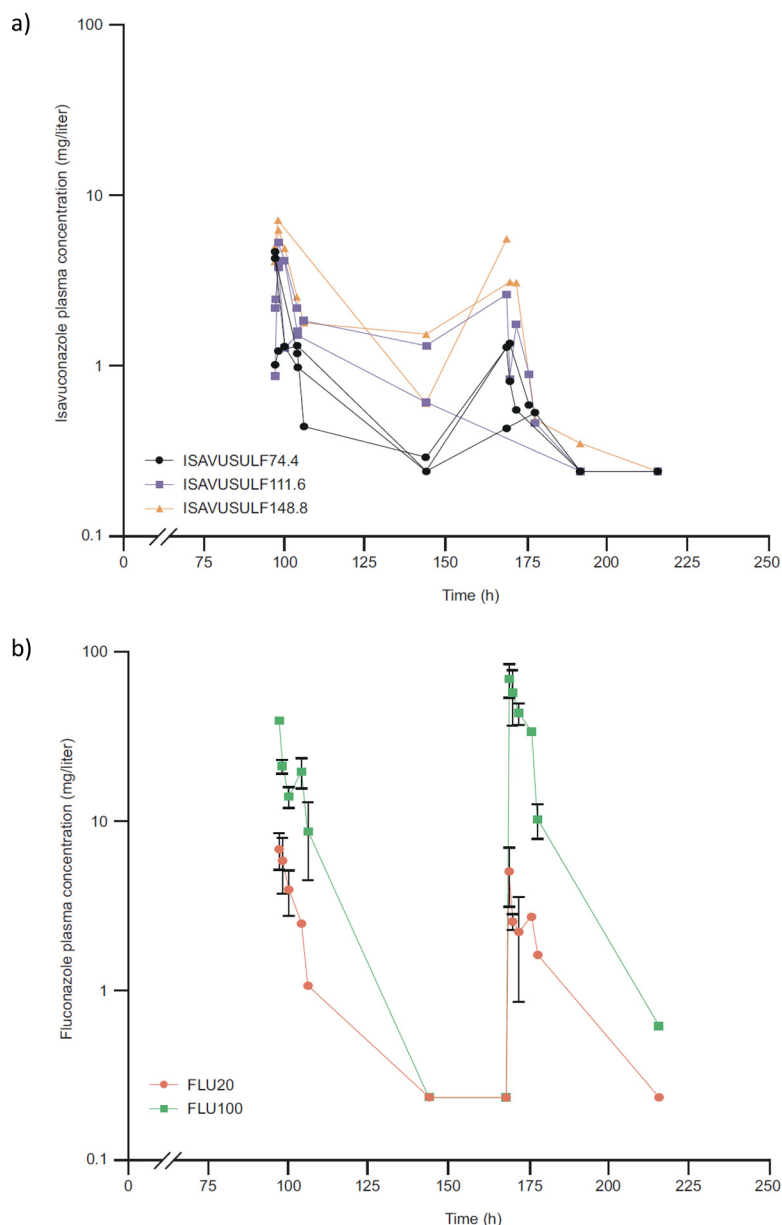 a)
Isavuconazole plasma concentration (mg/liter)
100
10
1
0.1
ISAVUSULF74.4
ISAVUSULF111.6
ISAVUSULF148.8
0 75 100 125 150 175 200 225 250
Time (h)
b)
Fluconazole plasma concentration (mg/liter)
100
10
1
0.1
FLU20
FLU100
0 75 100 125 150 175 200 225 250
Time (h)